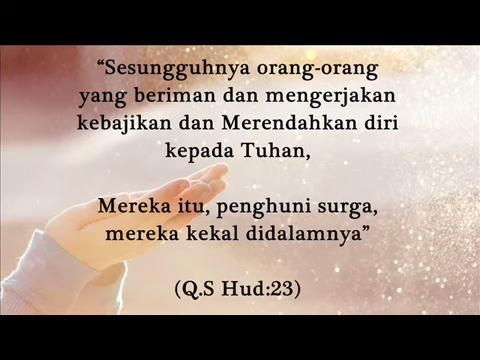 “Sesungguhnya orang-orang
yang beriman dan mengerjakan
kebajikan dan Merendahkan diri
kepada Tuhan,
Mereka itu, penghuni surga,
mereka kekal didalamnya”
(Q.S Hud:23)